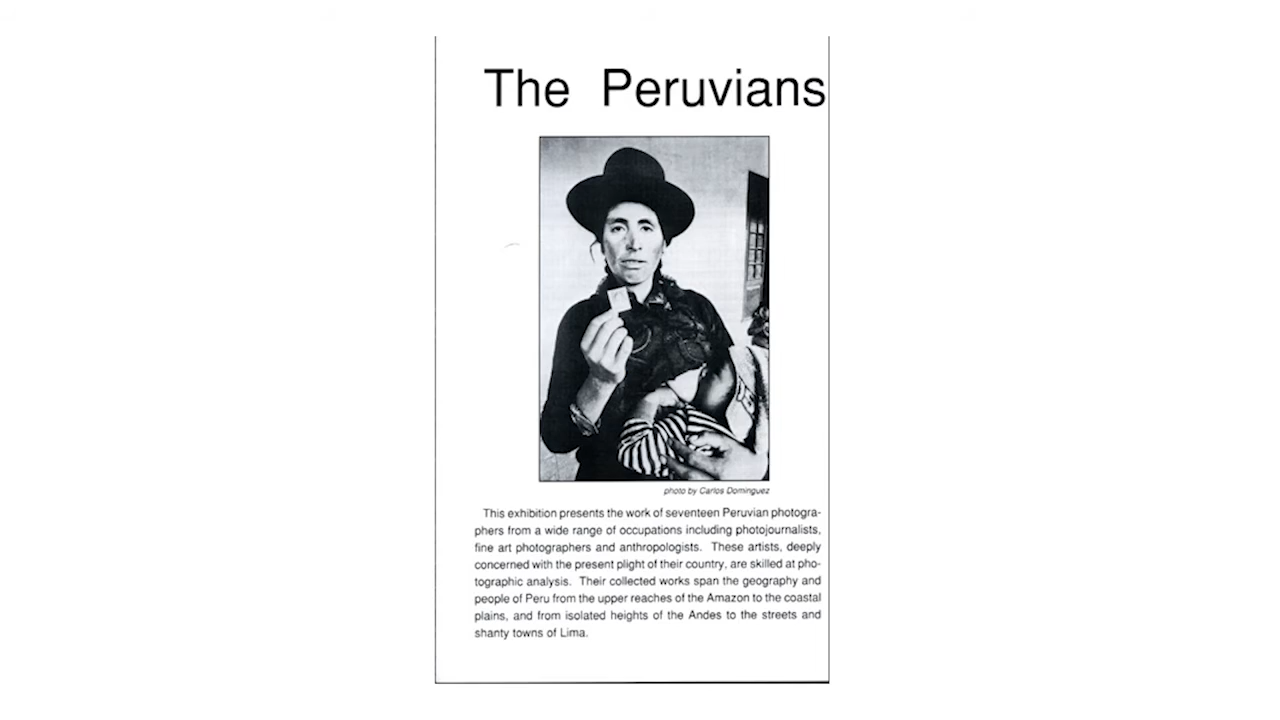 The Peruvians
photo by Carlos Dominguez
This exhibition presents the work of seventeen Peruvian photogra-
phers from a wide range of occupations including photojournalists,
fine art photographers and anthropologists. These artists, deeply
concerned with the present plight of their country, are skilled at pho-
tographic analysis. Their collected works span the geography and
people of Peru from the upper reaches of the Amazon to the coastal
plains, and from isolated heights of the Andes to the streets and
shanty towns of Lima.